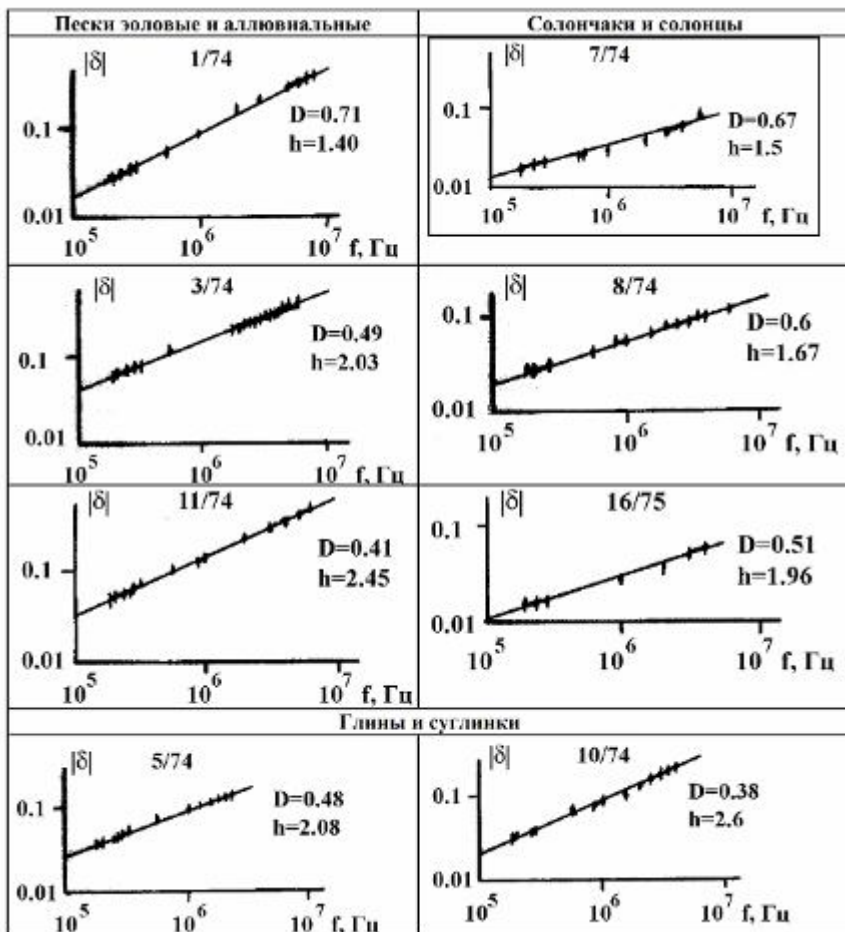 Пески эоловые и аллювиальные
Солончаки и солонцы
|δ| 1/74
0.1
D=0.71
h=1.40
0.01
10^5 10^6 10^7 f, Гц
|δ| 7/74
0.1
D=0.67
h=1.5
0.01
10^5 10^6 10^7 f, Гц
|δ| 3/74
0.1
D=0.49
h=2.03
0.01
10^5 10^6 10^7 f, Гц
|δ| 8/74
0.1
D=0.6
h=1.67
0.01
10^5 10^6 10^7 f, Гц
|δ| 11/74
0.1
D=0.41
h=2.45
0.01
10^5 10^6 10^7 f, Гц
|δ| 16/75
0.1
D=0.51
h=1.96
0.01
10^5 10^6 10^7 f, Гц
Глины и суглинки
|δ| 5/74
0.1
D=0.48
h=2.08
0.01
10^5 10^6 10^7 f, Гц
|δ| 10/74
0.1
D=0.38
h=2.6
0.01
10^5 10^6 10^7 f, Гц